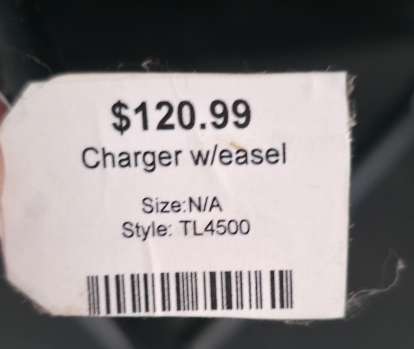 $120.99
Charger w/easel
Size:N/A
Style: TL4500